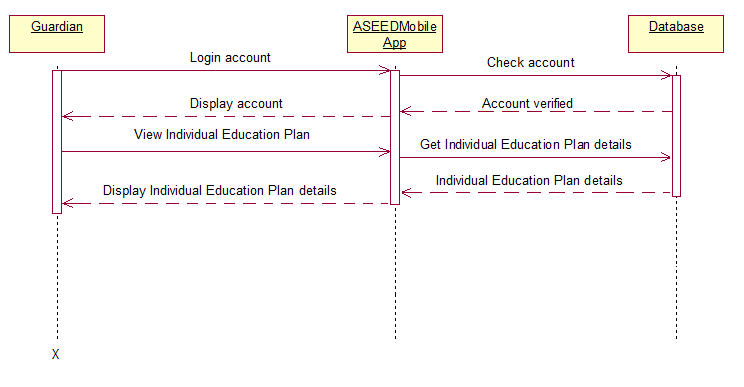 Guardian
ASEEDMobile
App
Database
Login account
Check account
Display account
Account verified
View Individual Education Plan
Get Individual Education Plan details
Individual Education Plan details
Display Individual Education Plan details
X